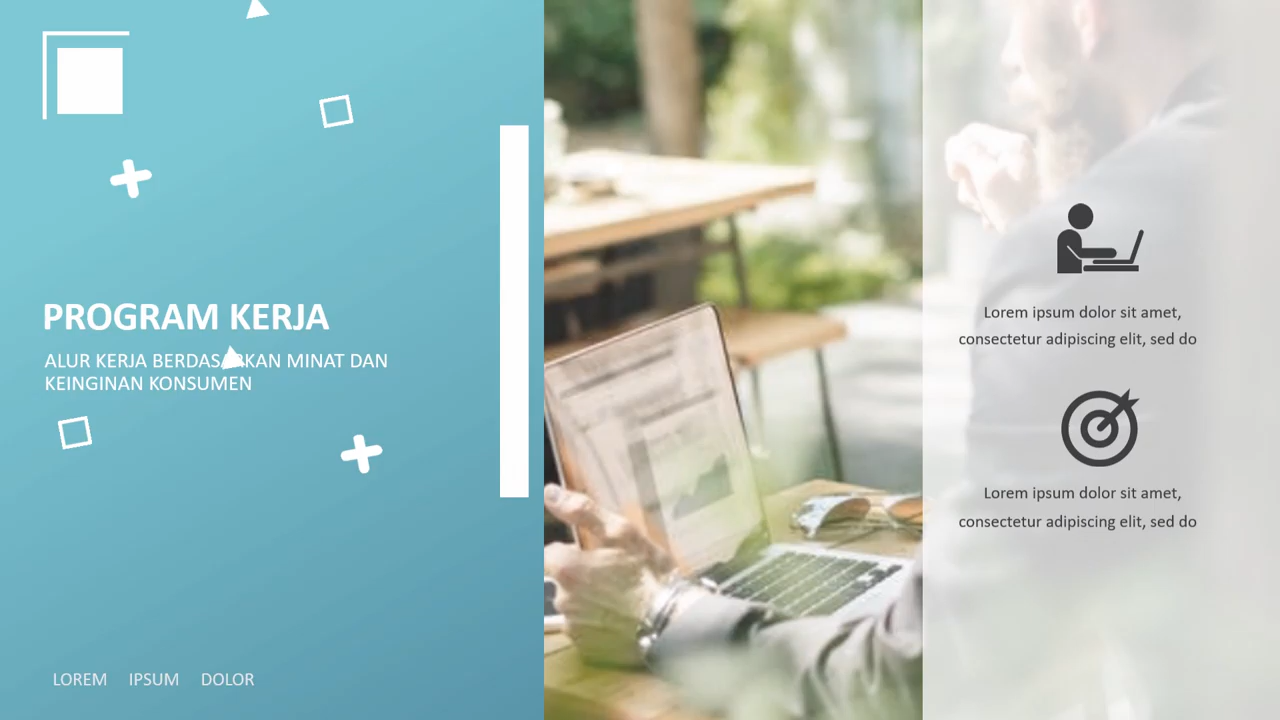 PROGRAM KERJA
ALUR KERJA BERDASARKAN MINAT DAN
KEINGINAN KONSUMEN
LOREM IPSUM DOLOR
Lorem ipsum dolor sit amet,
consectetur adipiscing elit, sed do
Lorem ipsum dolor sit amet,
consectetur adipiscing elit, sed do